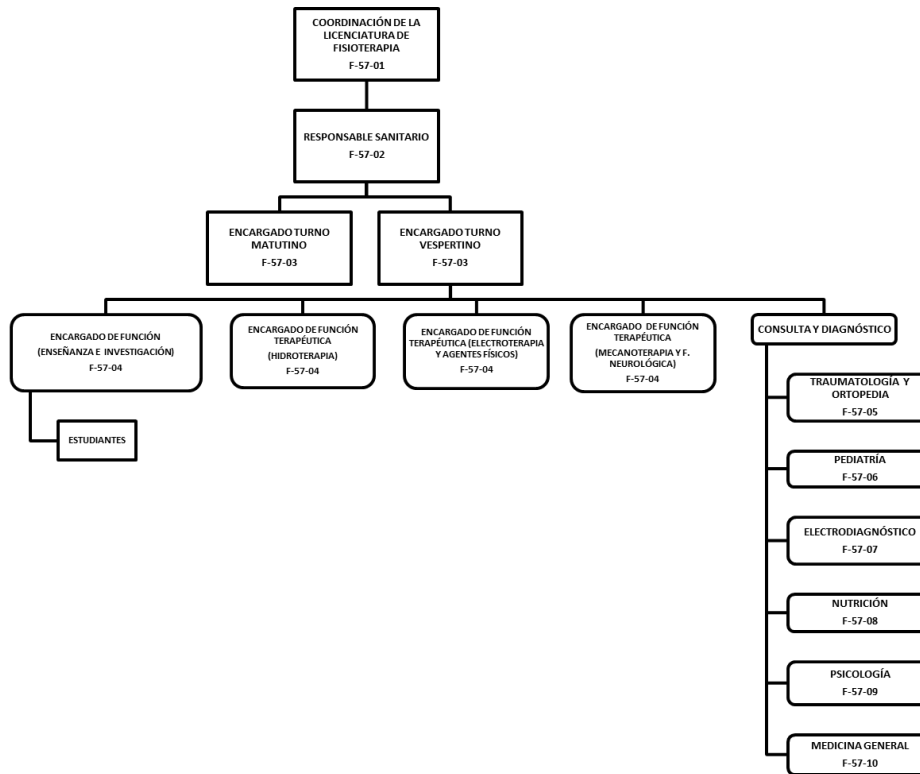 COORDINACIÓN DE LA
LICENCIATURA DE
FISIOTERAPIA
F-57-01
RESPONSABLE SANITARIO
F-57-02
ENCARGADO TURNO
MATUTINO
F-57-03
ENCARGADO TURNO
VESPERTINO
F-57-03
ENCARGADO DE FUNCIÓN
(ENSEÑANZA E INVESTIGACIÓN)
F-57-04
ENCARGADO DE FUNCIÓN
TERAPÉUTICA
(HIDROTERAPIA)
F-57-04
ENCARGADO DE FUNCIÓN
TERAPÉUTICA (ELECTROTERAPIA
Y AGENTES FÍSICOS)
F-57-04
ENCARGADO DE FUNCIÓN
TERAPÉUTICA
(MECANOTERAPIA Y F.
NEUROLÓGICA)
F-57-04
CONSULTA Y DIAGNÓSTICO
ESTUDIANTES
TRAUMATOLOGÍA Y
ORTOPEDIA
F-57-05
PEDIATRÍA
F-57-06
ELECTRODIAGNÓSTICO
F-57-07
NUTRICIÓN
F-57-08
PSICOLOGÍA
F-57-09
MEDICINA GENERAL
F-57-10